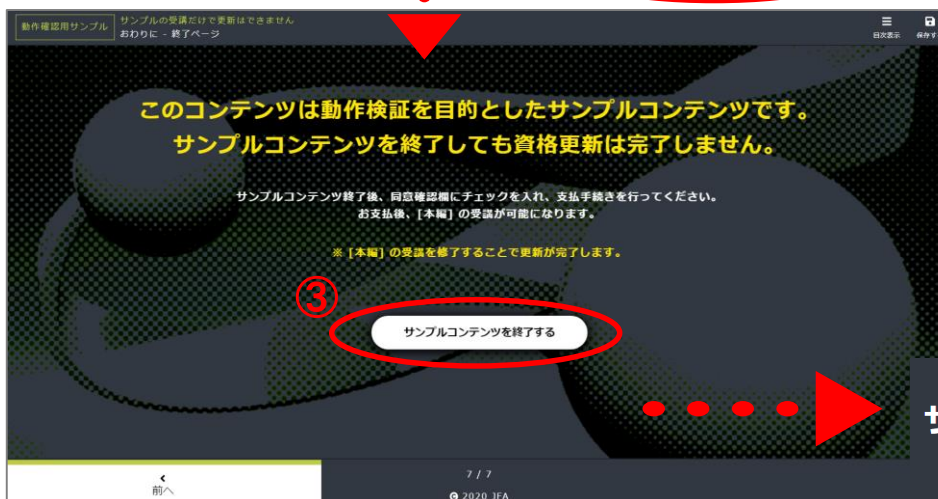 動作確認用サンプル
サンプルの受講だけで更新はできません
おわりに - 終了ページ
目次表示
保存す
このコンテンツは動作検証を目的としたサンプルコンテンツです。
サンプルコンテンツを終了しても資格更新は完了しません。
サンプルコンテンツ終了後、同意確認欄にチェックを入れ、支払手続きを行ってください。
お支払後、[本編] の受講が可能になります。
※ [本編] の受講を修了することで更新が完了します。
③
サンプルコンテンツを終了する
サ
前へ
7 / 7
© 2020 JFA